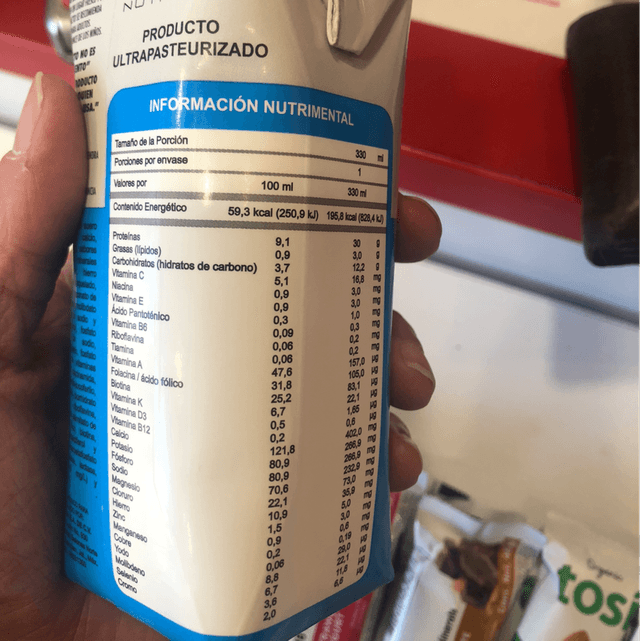 PRODUCTO
ULTRAPASTEURIZADO
INFORMACIÓN NUTRIMENTAL
Tamaño de la Porción 330 ml
Porciones por envase 1
Valores por 100 ml 330 ml
Contenido Energético 59,3 kcal (250,9 kJ) 195,8 kcal (828,4 kJ)
Proteínas 9,1 30 g
Grasas (lípidos) 0,9 3,0 g
Carbohidratos (hidratos de carbono) 3,7 12,2 g
Vitamina C 5,1 16,8 mg
Niacina 0,9 3,0 mg
Vitamina E 0,9 3,0 mg
Ácido Pantoténico 0,3 1,0 mg
Vitamina B6 0,09 0,3 mg
Riboflavina 0,06 0,2 mg
Tiamina 0,06 0,2 mg
Vitamina A 47,6 157,0 µg
Folacina / ácido fólico 31,8 105,0 µg
Biotina 25,2 83,1 µg
Vitamina K 6,7 22,1 µg
Vitamina D3 0,5 1,65 µg
Vitamina B12 0,2 0,6 µg
Calcio 121,8 402,0 mg
Potasio 80,9 266,9 mg
Fósforo 80,9 266,9 mg
Sodio 70,6 232,9 mg
Magnesio 22,1 73,0 mg
Cloruro 10,9 35,9 mg
Hierro 1,5 5,0 mg
Zinc 0,9 3,0 mg
Manganeso 0,2 0,6 mg
Cobre 0,06 0,19 mg
Yodo 8,8 29,0 µg
Molibdeno 6,7 22,1 µg
Selenio 3,6 11,8 µg
Cromo 2,0 6,6 µg
Organic
tosi